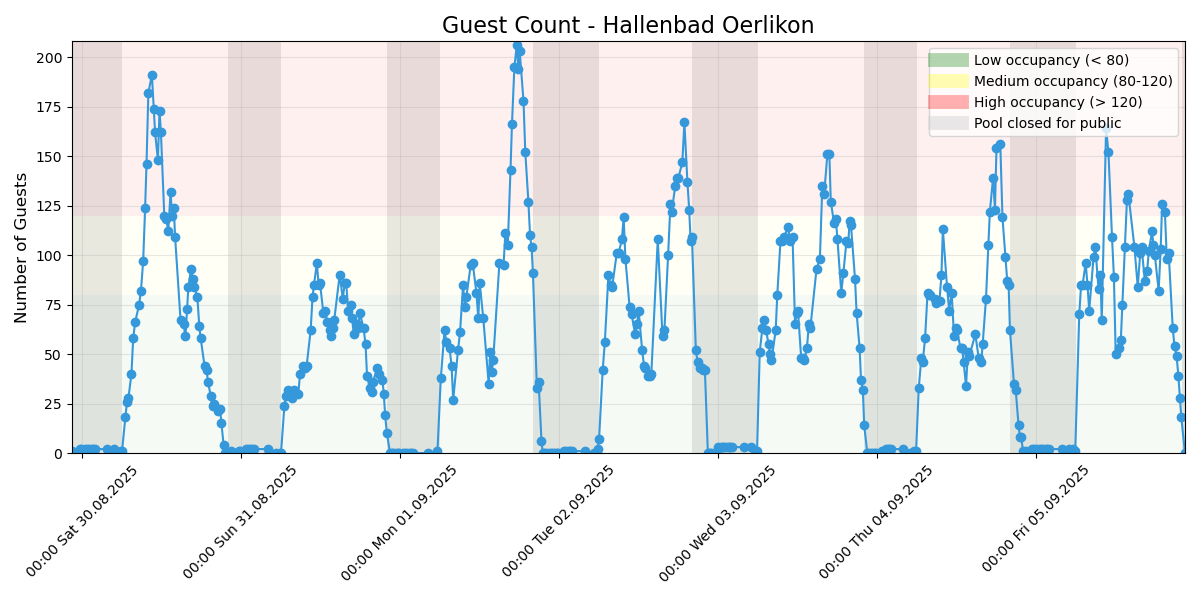 Guest Count - Hallenbad Oerlikon
Low occupancy (< 80)
Medium occupancy (80-120)
High occupancy (> 120)
Pool closed for public
Number of Guests
200
175
150
125
100
75
50
25
0
00:00 Sat 30.08.2025
00:00 Sun 31.08.2025
00:00 Mon 01.09.2025
00:00 Tue 02.09.2025
00:00 Wed 03.09.2025
00:00 Thu 04.09.2025
00:00 Fri 05.09.2025